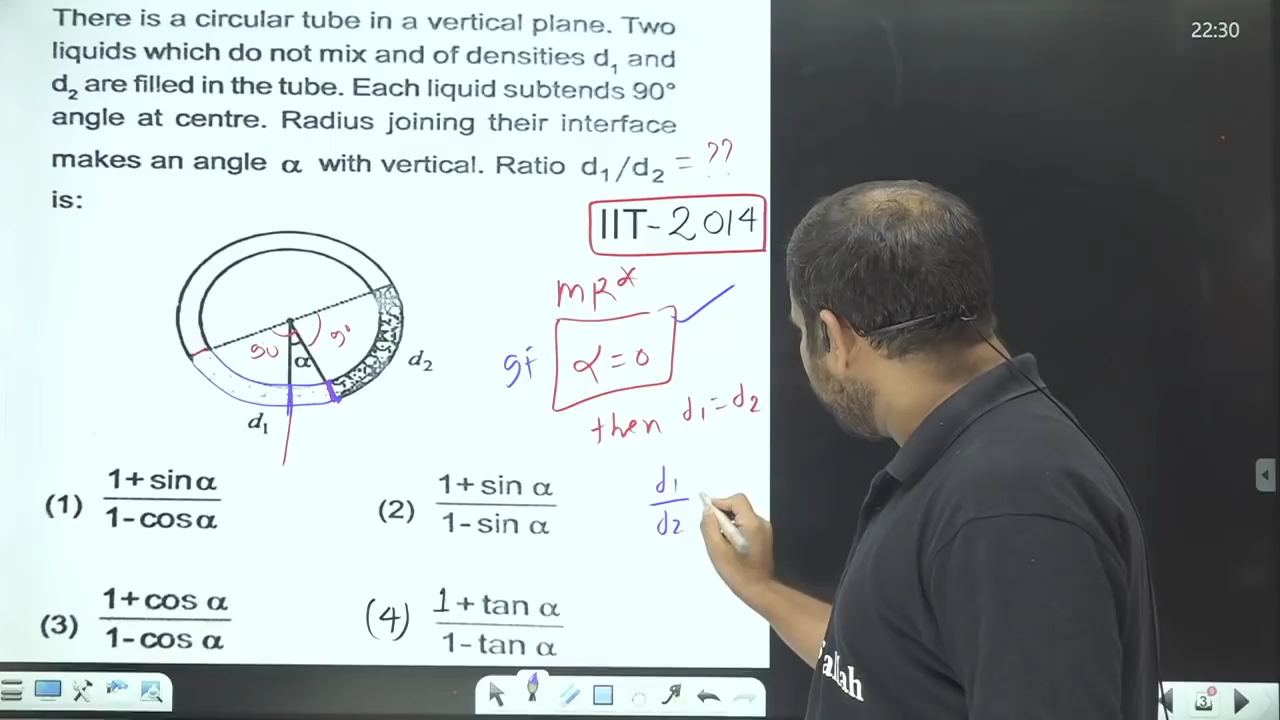 There is a circular tube in a vertical plane. Two
liquids which do not mix and of densities d₁ and
d₂ are filled in the tube. Each liquid subtends 90°
angle at centre. Radius joining their interface
makes an angle α with vertical. Ratio d₁/d₂ = ??
is:
22:30
IIT-2014
MR*
gf α = 0
then d₁ = d₂
90 90 α
d₂
d₁
(1) 1+sinα / 1-cosα
(2) 1+sin α / 1-sin α
d₁ / d₂
(3) 1+cos α / 1-cos α
(4) 1+tan α / 1-tan α
allah
3